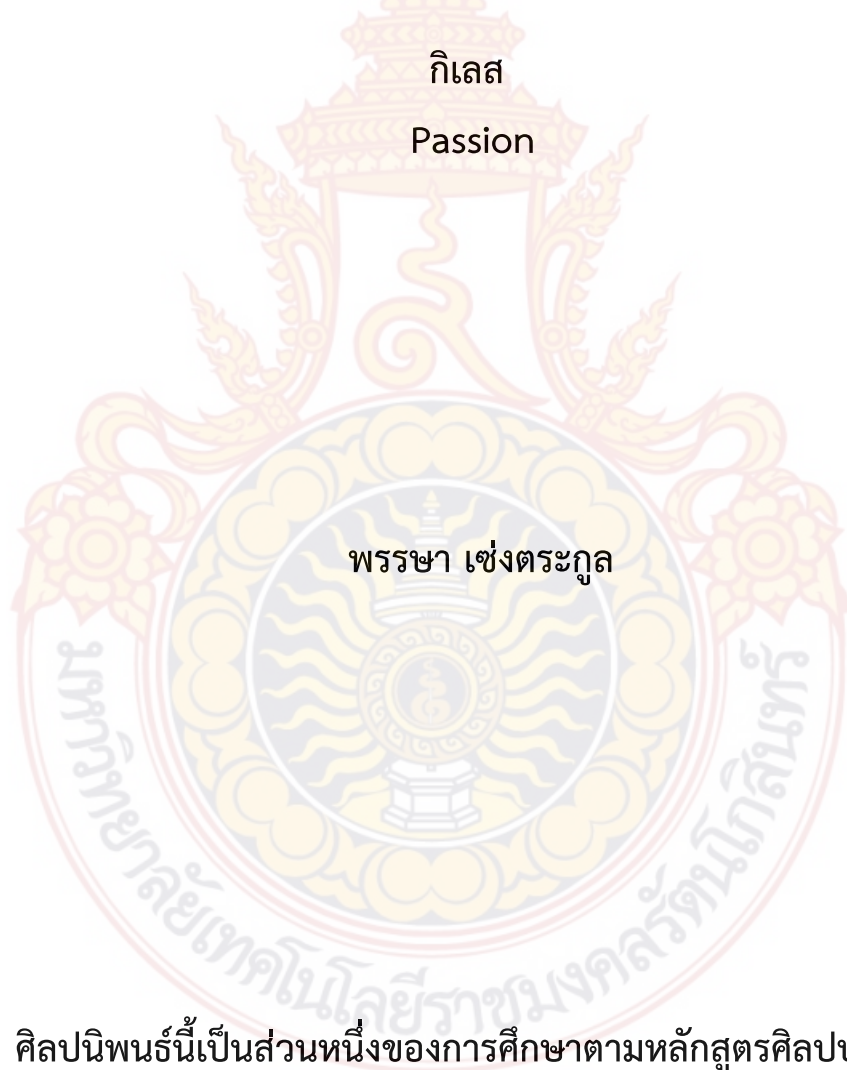 กิเลส
Passion
พรรษา เซ่งตระกูล
มหาวิทยาลัยเทคโนโลยีราชมงคลรัตนโกสินทร์
ศิลปนิพนธ์นี้เป็นส่วนหนึ่งของการศึกษาตามหลักสูตร